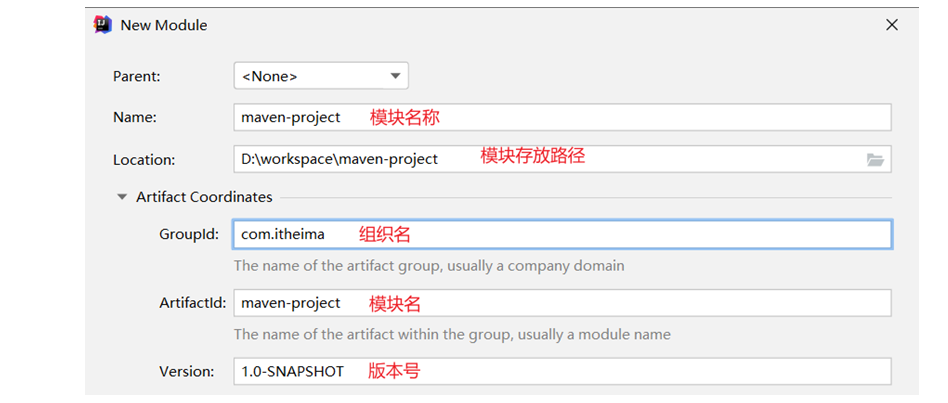 New Module
Parent: <None>
Name: maven-project 模块名称
Location: D:\workspace\maven-project 模块存放路径
Artifact Coordinates
GroupId: com.itheima 组织名
The name of the artifact group, usually a company domain
ArtifactId: maven-project 模块名
The name of the artifact within the group, usually a module name
Version: 1.0-SNAPSHOT 版本号